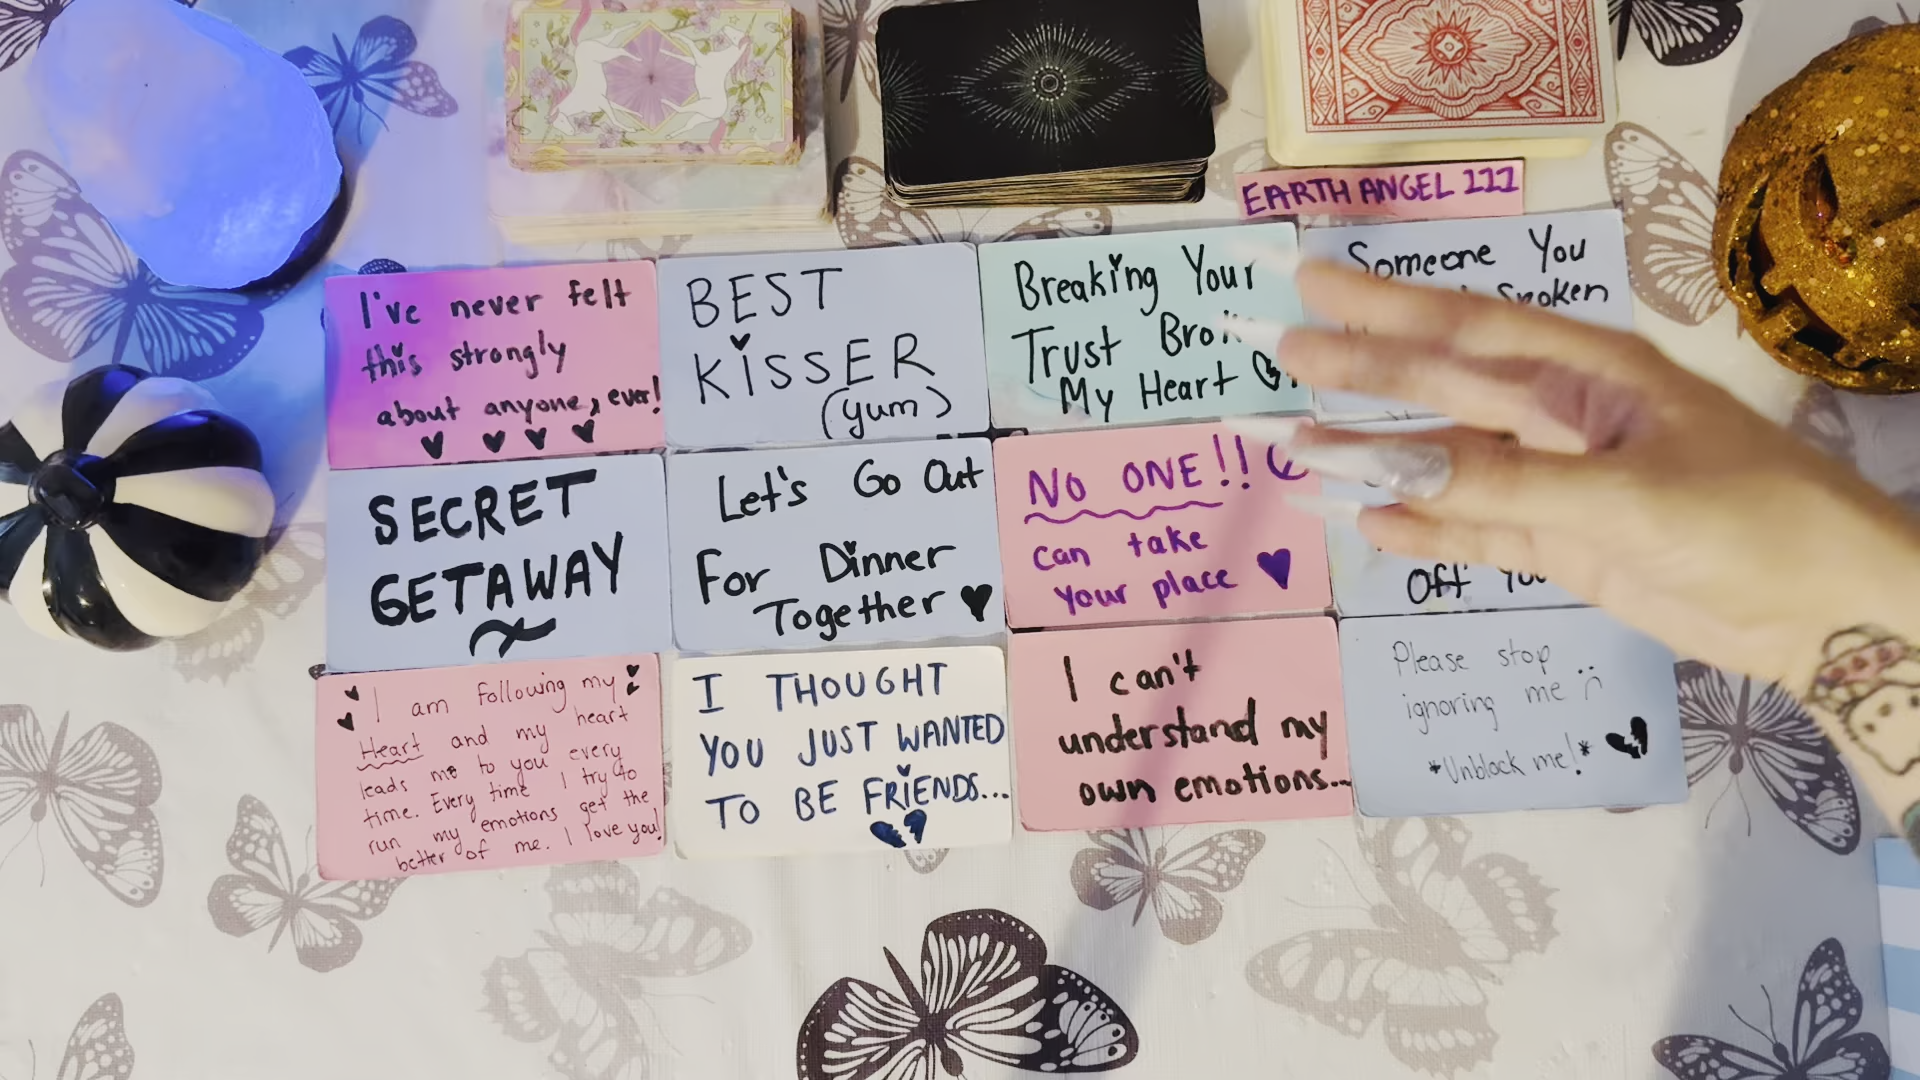 EARTH ANGEL 111
I've never felt
this strongly
about anyone, ever!
BEST
KISSER
(yum)
Breaking Your
Trust
My Heart
Someone You
Spoken
SECRET
GETAWAY
Let's Go Out
For Dinner
Together
NO ONE!!
can take
your place
Off
I am following my
Heart and my heart
leads me to you every
time. Every time I try to
run my emotions get the
better of me. I love you!
I THOUGHT
YOU JUST WANTED
TO BE FRIENDS...
I can't
understand my
own emotions...
Please stop
ignoring me :(
*Unblock me!*